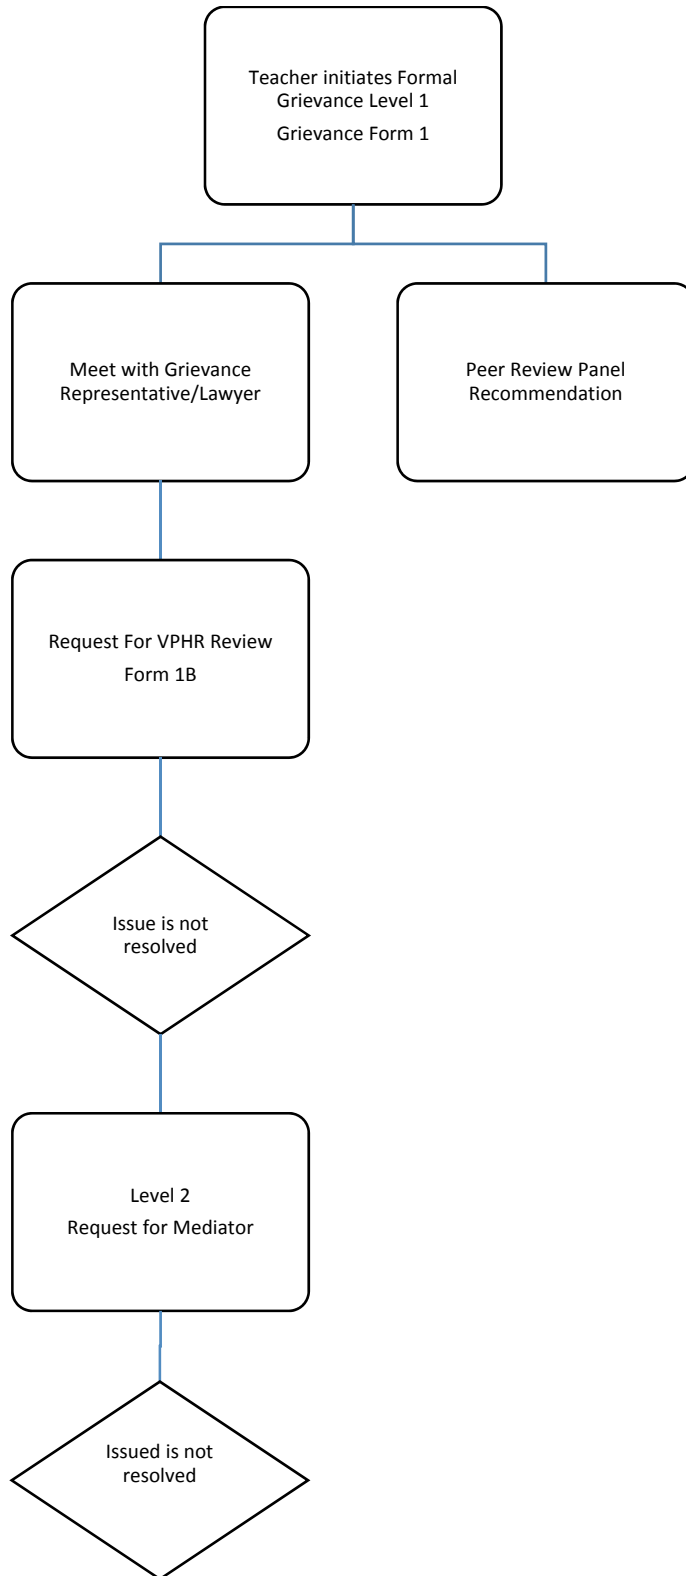 Teacher initiates Formal
Grievance Level 1
Grievance Form 1
Meet with Grievance
Representative/Lawyer
Peer Review Panel
Recommendation
Request For VPHR Review
Form 1B
Issue is not
resolved
Level 2
Request for Mediator
Issued is not
resolved